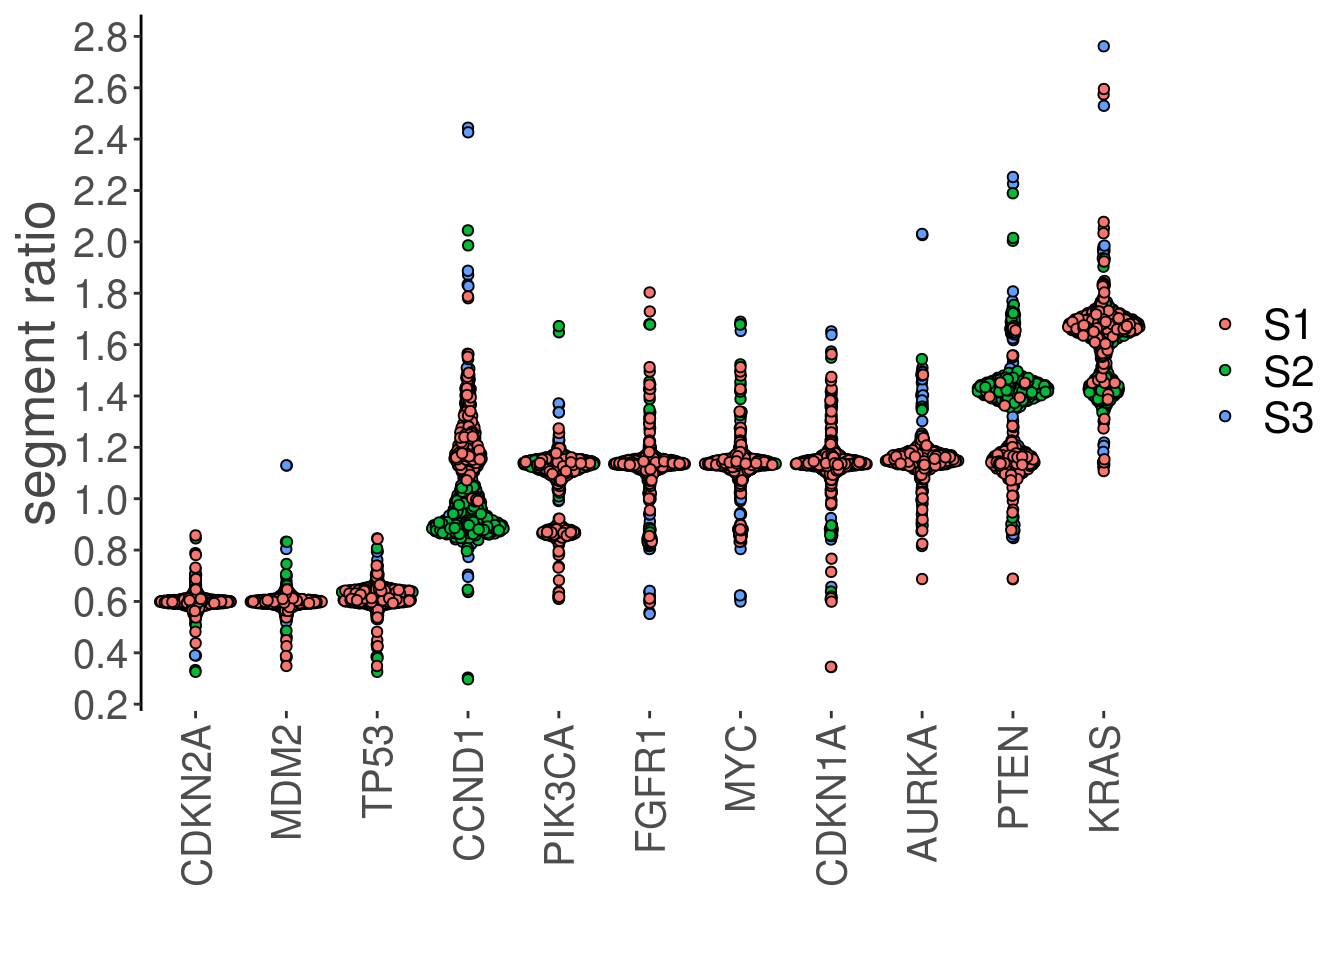 segment ratio
2.8
2.6
2.4
2.2
2.0
1.8
1.6
1.4
1.2
1.0
0.8
0.6
0.4
0.2
CDKN2A
MDM2
TP53
CCND1
PIK3CA
FGFR1
MYC
CDKN1A
AURKA
PTEN
KRAS
S1
S2
S3